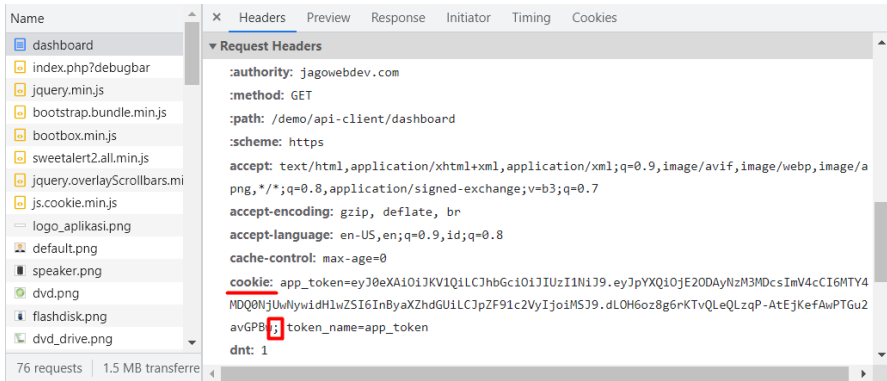 Name
dashboard
index.php?debugbar
jquery.min.js
bootstrap.bundle.min.js
bootbox.min.js
sweetalert2.all.min.js
jquery.overlayScrollbars.mi
js.cookie.min.js
logo_aplikasi.png
default.png
speaker.png
dvd.png
flashdisk.png
dvd_drive.png
76 requests 1.5 MB transferre
× Headers Preview Response Initiator Timing Cookies
▼ Request Headers
:authority: jagowebdev.com
:method: GET
:path: /demo/api-client/dashboard
:scheme: https
accept: text/html,application/xhtml+xml,application/xml;q=0.9,image/avif,image/webp,image/a
png,*/*;q=0.8,application/signed-exchange;v=b3;q=0.7
accept-encoding: gzip, deflate, br
accept-language: en-US,en;q=0.9,id;q=0.8
cache-control: max-age=0
cookie: app_token=eyJ0eXAiOiJKV1QiLCJhbGciOiJIUzI1NiJ9.eyJpYXQiOjE2ODAyNzM3MDcsImV4cCI6MTY4
MDQ0NjUwNywidHlwZSI6InByaXZhdGUiLCJpZF91c2VyIjoiMSJ9.dLOH6oz8g6rKTvQLeQLzqP-AtEjKefAwPTGu2
avGPBw; token_name=app_token
dnt: 1